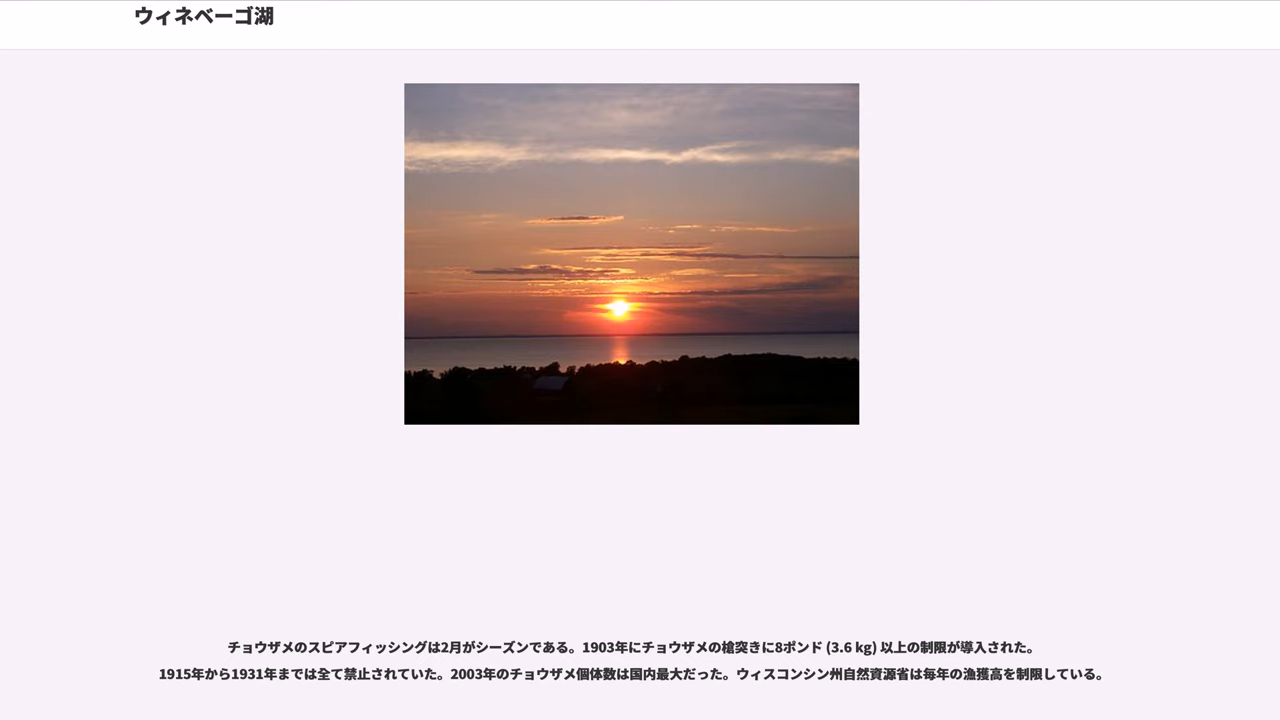 ウィネベーゴ湖
チョウザメのスピアフィッシングは2月がシーズンである。1903年にチョウザメの槍突きに8ポンド (3.6 kg) 以上の制限が導入された。
1915年から1931年までは全て禁止されていた。2003年のチョウザメ個体数は国内最大だった。ウィスコンシン州自然資源省は毎年の漁獲高を制限している。